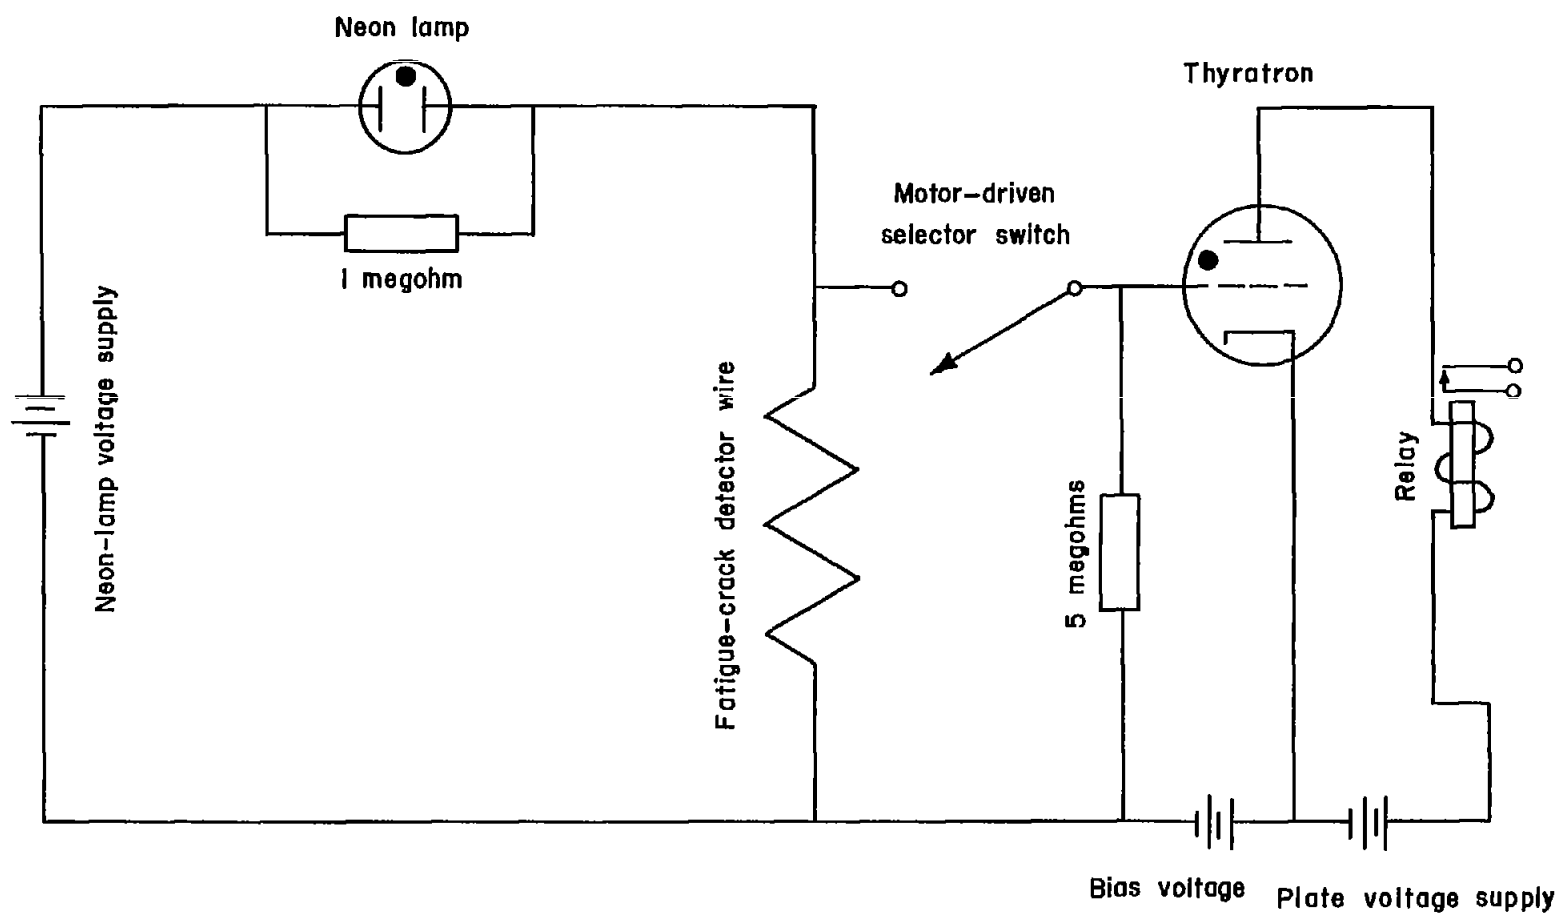 Neon lamp
Thyratron
Motor-driven
selector switch
1 megohm
Neon-lamp voltage supply
Fatigue-crack detector wire
5 megohms
Relay
Bias voltage
Plate voltage supply